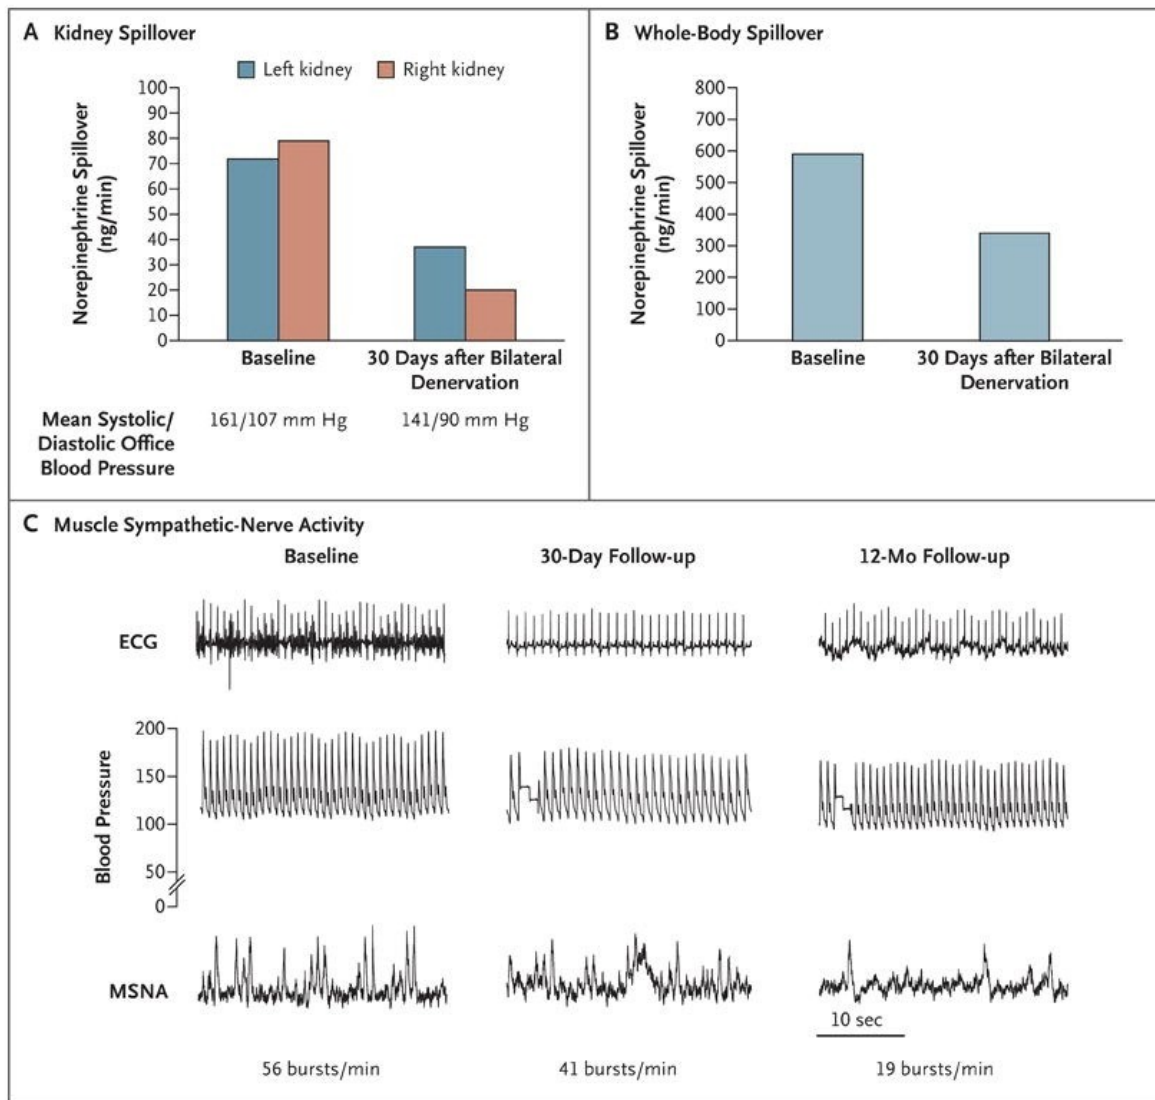 A Kidney Spillover
Left kidney Right kidney
Norepinephrine Spillover
(ng/min)
100
90
80
70
60
50
40
30
20
10
0
Baseline
30 Days after Bilateral
Denervation
Mean Systolic/
Diastolic Office
Blood Pressure
161/107 mm Hg
141/90 mm Hg
B Whole-Body Spillover
Norepinephrine Spillover
(ng/min)
800
700
600
500
400
300
200
100
0
Baseline
30 Days after Bilateral
Denervation
C Muscle Sympathetic-Nerve Activity
Baseline 30-Day Follow-up 12-Mo Follow-up
ECG
Blood Pressure
200
150
100
50
0
MSNA
10 sec
56 bursts/min 41 bursts/min 19 bursts/min